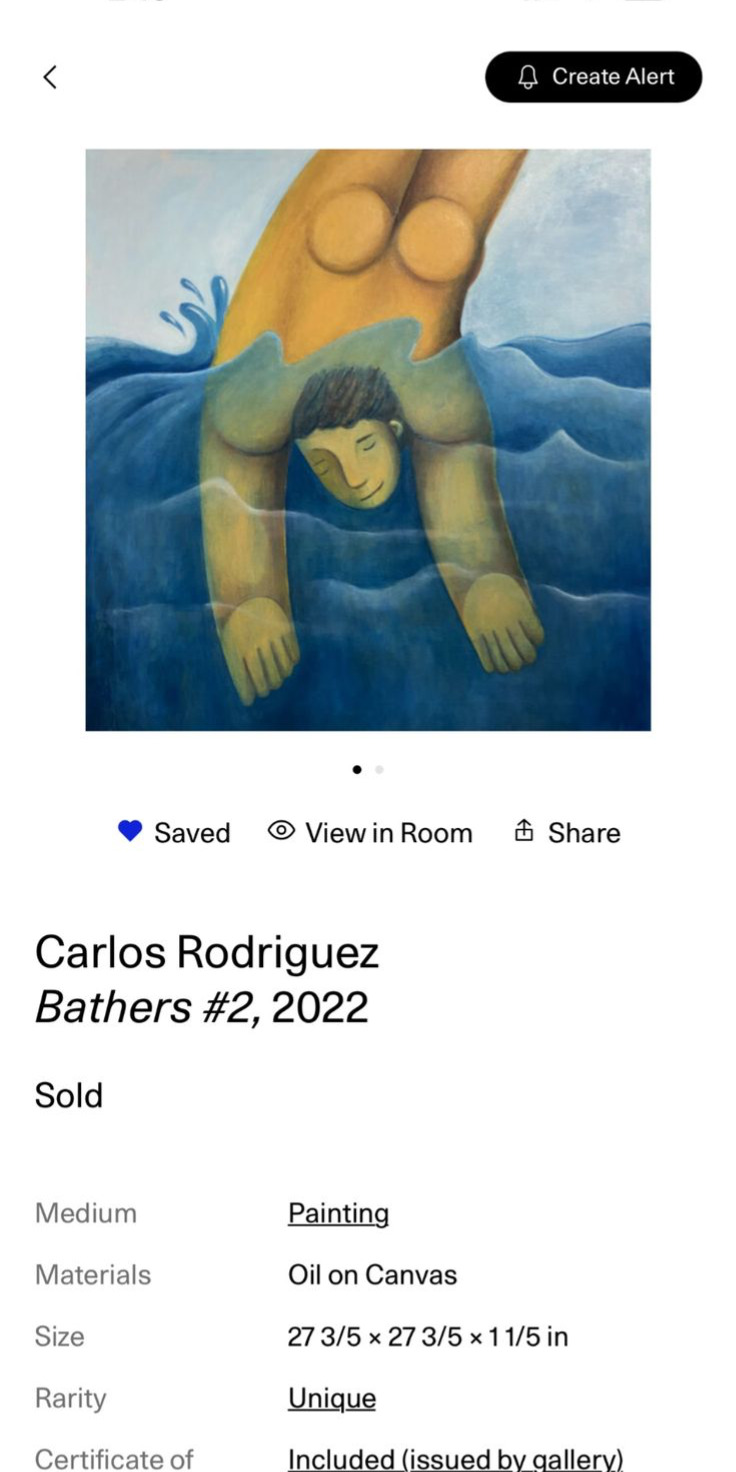 Create Alert
Saved View in Room Share
Carlos Rodriguez
Bathers #2, 2022
Sold
Medium Painting
Materials Oil on Canvas
Size 27 3/5 × 27 3/5 × 1 1/5 in
Rarity Unique
Certificate of Included (issued by gallery)